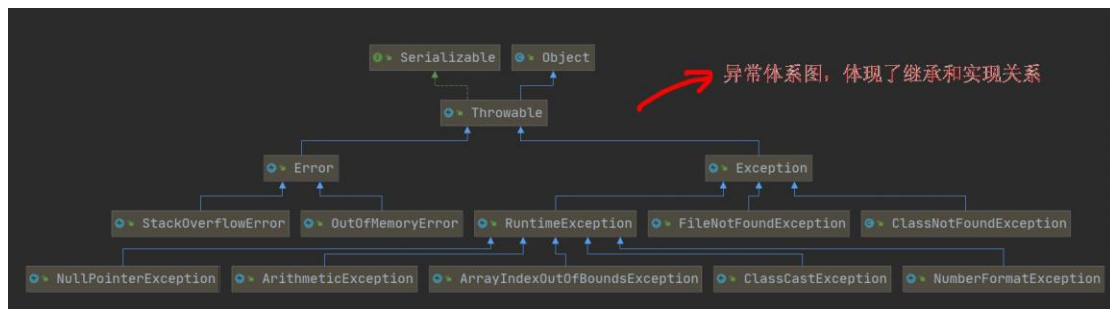 Serializable
Object
异常体系图，体现了继承和实现关系
Throwable
Error
Exception
StackOverflowError
OutOfMemoryError
RuntimeException
FileNotFoundException
ClassNotFoundException
NullPointerException
ArithmeticException
ArrayIndexOutOfBoundsException
ClassCastException
NumberFormatException